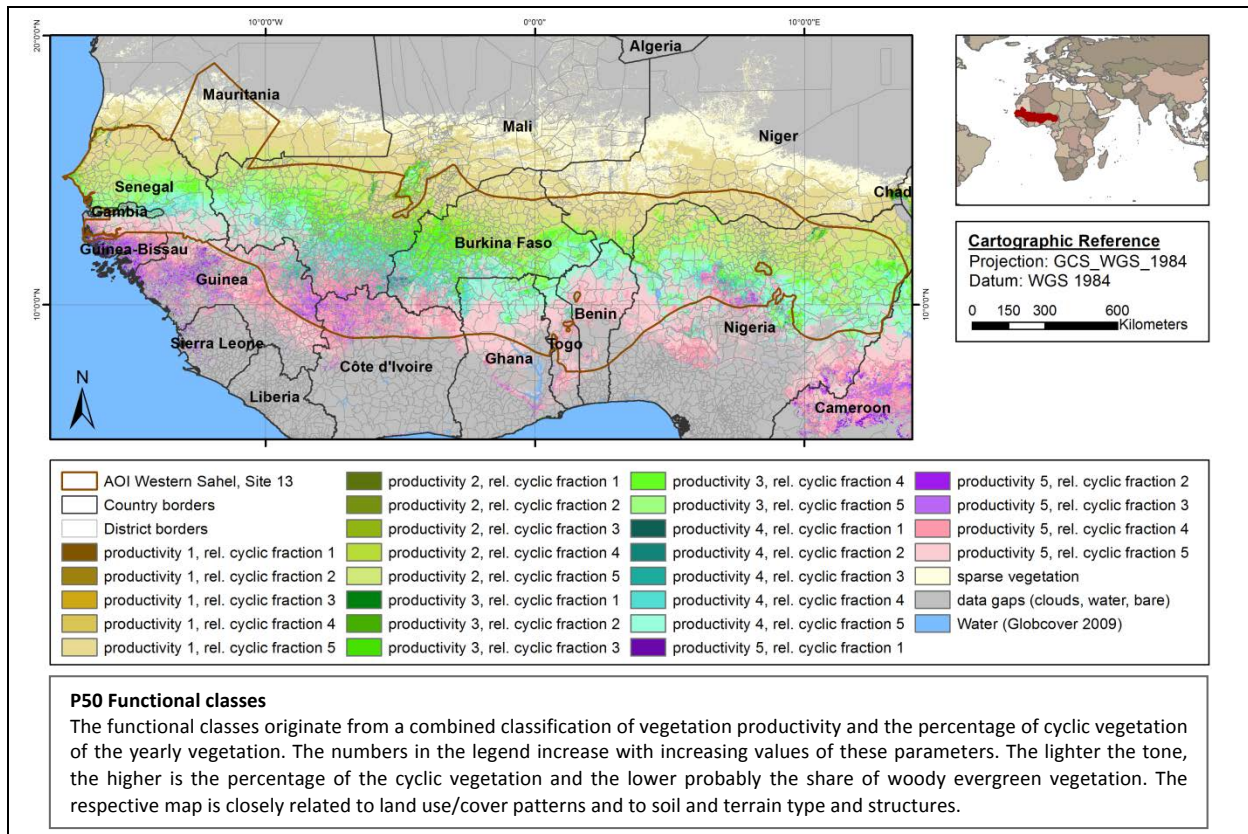 10°0'0"W
0°0'0"
10°0'0"E
20°0'0"N
10°0'0"N
10°0'0"N
Algeria
Mauritania
Mali
Niger
Chad
Senegal
Gambia
Burkina Faso
Guinea-Bissau
Guinea
Benin
Nigeria
Sierra Leone
Togo
Ghana
Côte d'Ivoire
Liberia
Cameroon
N
Cartographic Reference
Projection: GCS_WGS_1984
Datum: WGS 1984
0 150 300 600
Kilometers
AOI Western Sahel, Site 13
Country borders
District borders
productivity 1, rel. cyclic fraction 1
productivity 1, rel. cyclic fraction 2
productivity 1, rel. cyclic fraction 3
productivity 1, rel. cyclic fraction 4
productivity 1, rel. cyclic fraction 5
productivity 2, rel. cyclic fraction 1
productivity 2, rel. cyclic fraction 2
productivity 2, rel. cyclic fraction 3
productivity 2, rel. cyclic fraction 4
productivity 2, rel. cyclic fraction 5
productivity 3, rel. cyclic fraction 1
productivity 3, rel. cyclic fraction 2
productivity 3, rel. cyclic fraction 3
productivity 3, rel. cyclic fraction 4
productivity 3, rel. cyclic fraction 5
productivity 4, rel. cyclic fraction 1
productivity 4, rel. cyclic fraction 2
productivity 4, rel. cyclic fraction 3
productivity 4, rel. cyclic fraction 4
productivity 4, rel. cyclic fraction 5
productivity 5, rel. cyclic fraction 1
productivity 5, rel. cyclic fraction 2
productivity 5, rel. cyclic fraction 3
productivity 5, rel. cyclic fraction 4
productivity 5, rel. cyclic fraction 5
sparse vegetation
data gaps (clouds, water, bare)
Water (Globcover 2009)
P50 Functional classes
The functional classes originate from a combined classification of vegetation productivity and the percentage of cyclic vegetation
of the yearly vegetation. The numbers in the legend increase with increasing values of these parameters. The lighter the tone,
the higher is the percentage of the cyclic vegetation and the lower probably the share of woody evergreen vegetation. The
respective map is closely related to land use/cover patterns and to soil and terrain type and structures.